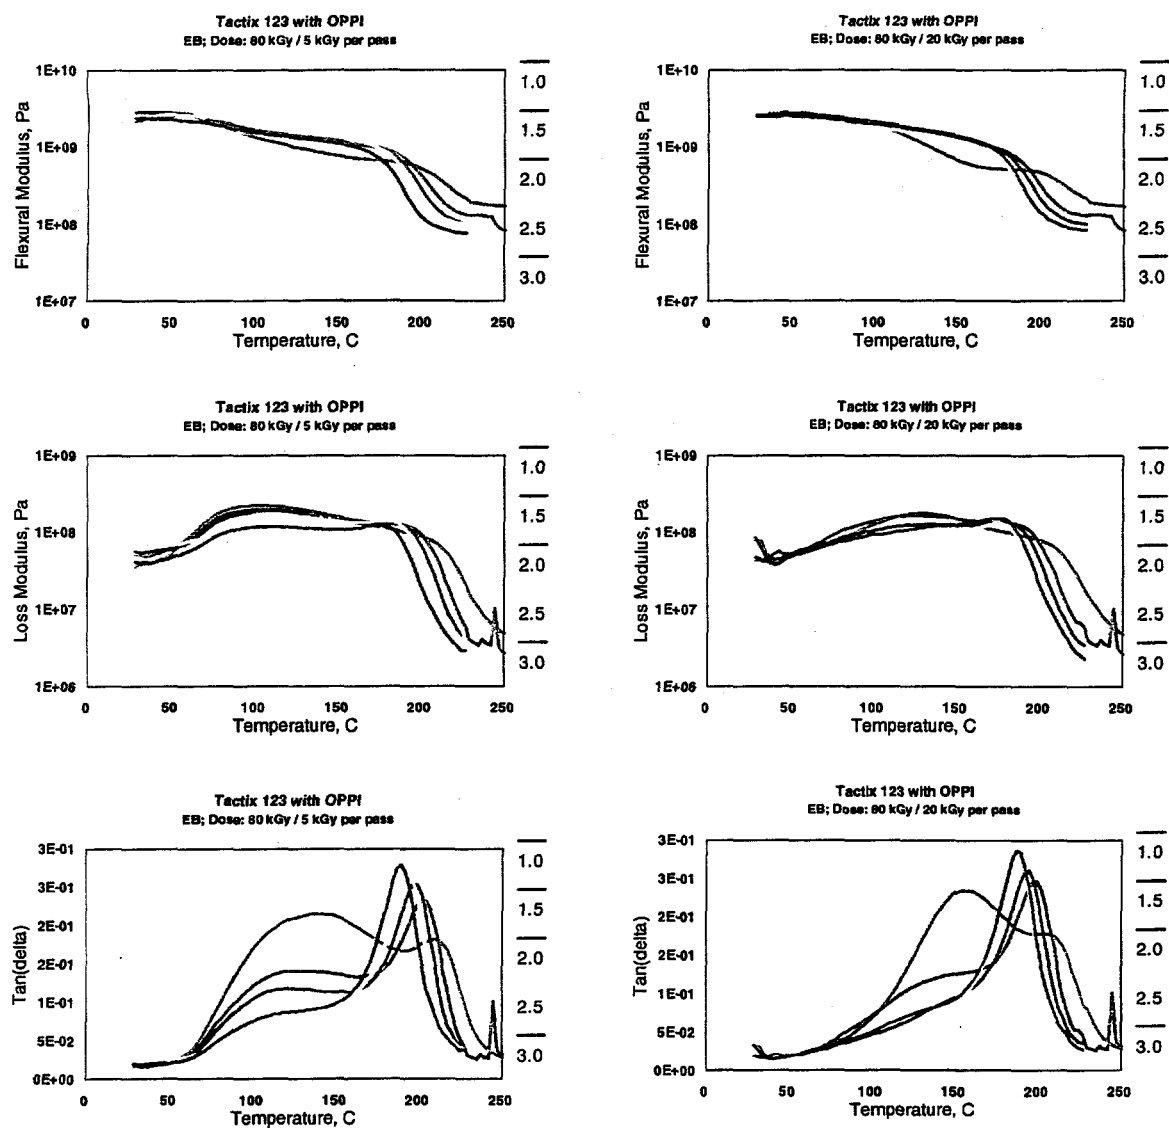 Tactix 123 with OPPI
EB; Dose: 80 kGy / 5 kGy per pass
1E+10
1E+09
1E+08
1E+07
Flexural Modulus, Pa
0
50
100
150
200
250
Temperature, C
1.0
1.5
2.0
2.5
3.0
Tactix 123 with OPPI
EB; Dose: 80 kGy / 20 kGy per pass
1E+10
1E+09
1E+08
1E+07
Flexural Modulus, Pa
0
50
100
150
200
250
Temperature, C
1.0
1.5
2.0
2.5
3.0
Tactix 123 with OPPI
EB; Dose: 80 kGy / 5 kGy per pass
1E+09
1E+08
1E+07
1E+06
Loss Modulus, Pa
0
50
100
150
200
250
Temperature, C
1.0
1.5
2.0
2.5
3.0
Tactix 123 with OPPI
EB; Dose: 80 kGy / 20 kGy per pass
1E+09
1E+08
1E+07
1E+06
Loss Modulus, Pa
0
50
100
150
200
250
Temperature, C
1.0
1.5
2.0
2.5
3.0
Tactix 123 with OPPI
EB; Dose: 80 kGy / 5 kGy per pass
3E-01
3E-01
2E-01
2E-01
1E-01
5E-02
0E+00
Tan(delta)
0
50
100
150
200
250
Temperature, C
1.0
1.5
2.0
2.5
3.0
Tactix 123 with OPPI
EB; Dose: 80 kGy / 20 kGy per pass
3E-01
3E-01
2E-01
2E-01
1E-01
5E-02
0E+00
Tan(delta)
0
50
100
150
200
250
Temperature, C
1.0
1.5
2.0
2.5
3.0